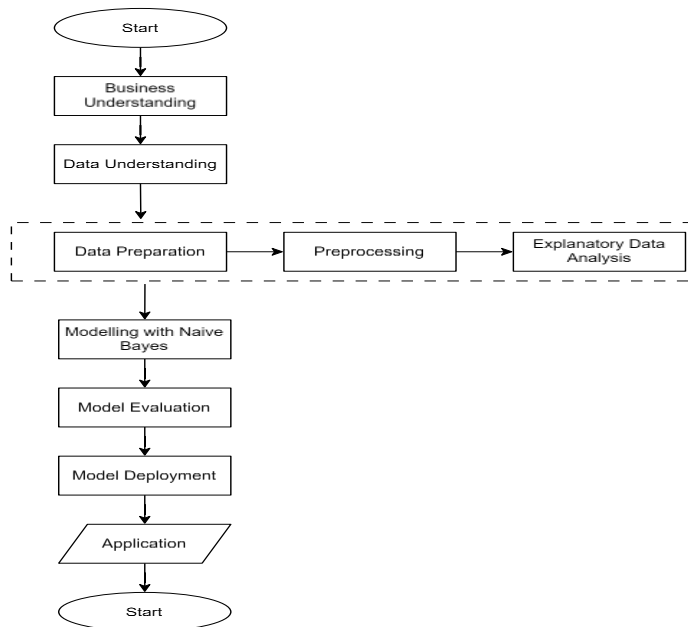 Start
Business
Understanding
Data Understanding
Data Preparation
Preprocessing
Explanatory Data
Analysis
Modelling with Naive
Bayes
Model Evaluation
Model Deployment
Application
Start